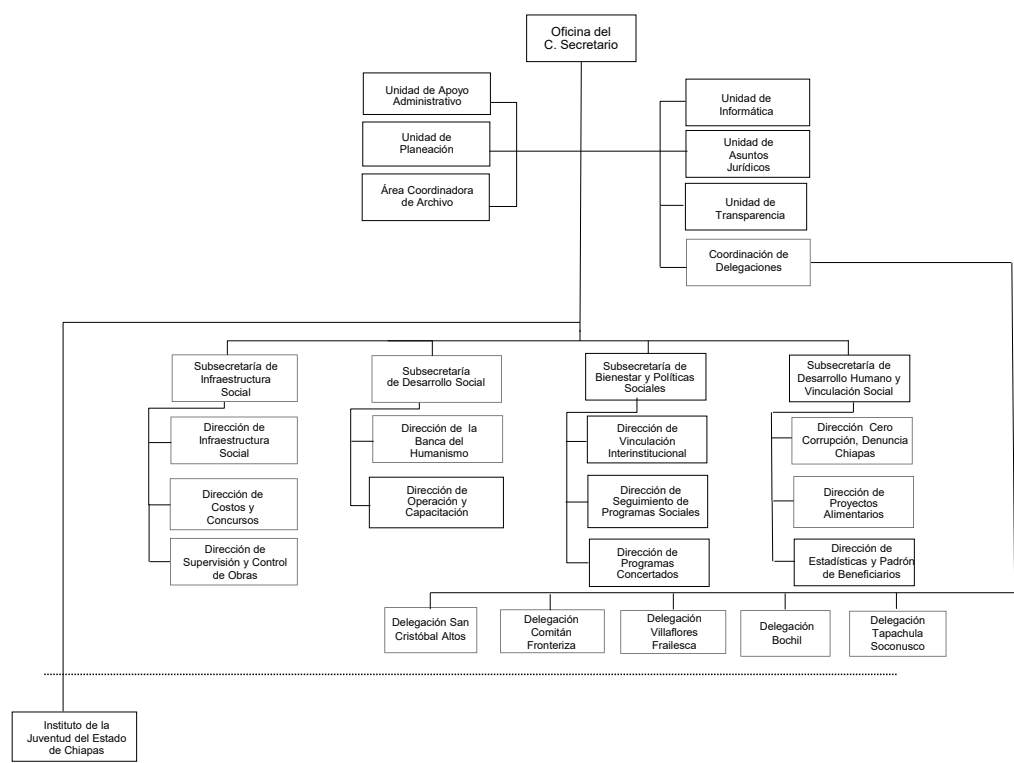 Oficina del
C. Secretario
Unidad de Apoyo
Administrativo
Unidad de
Planeación
Área Coordinadora
de Archivo
Unidad de
Informática
Unidad de
Asuntos
Jurídicos
Unidad de
Transparencia
Coordinación de
Delegaciones
Subsecretaría de
Infraestructura
Social
Dirección de
Infraestructura
Social
Dirección de
Costos y
Concursos
Dirección de
Supervisión y Control
de Obras
Subsecretaría
de Desarrollo Social
Dirección de la
Banca del
Humanismo
Dirección de
Operación y
Capacitación
Subsecretaría de
Bienestar y Políticas
Sociales
Dirección de
Vinculación
Interinstitucional
Dirección de
Seguimiento de
Programas Sociales
Dirección de
Programas
Concertados
Subsecretaría de
Desarrollo Humano y
Vinculación Social
Dirección Cero
Corrupción, Denuncia
Chiapas
Dirección de
Proyectos
Alimentarios
Dirección de
Estadísticas y Padrón
de Beneficiarios
Delegación San
Cristóbal Altos
Delegación
Comitán
Fronteriza
Delegación
Villaflores
Frailesca
Delegación
Bochil
Delegación
Tapachula
Soconusco
Instituto de la
Juventud del Estado
de Chiapas